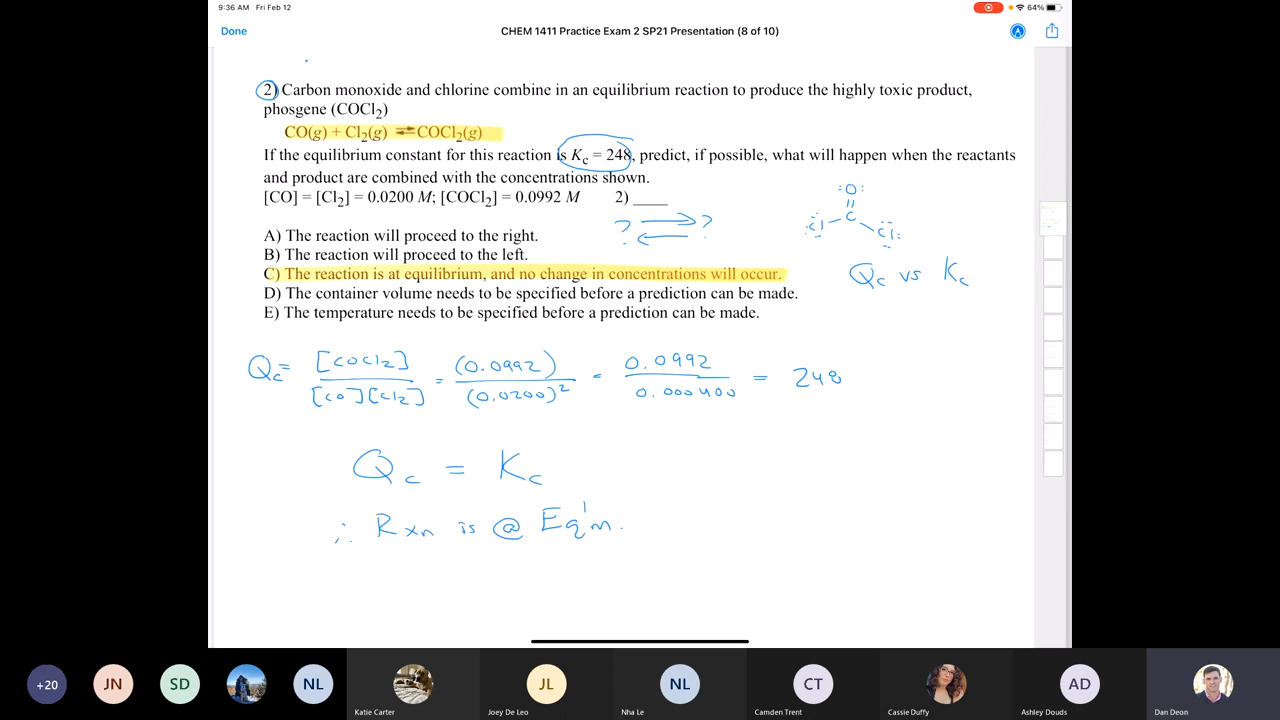 9:36 AM Fri Feb 12
64%
Done
CHEM 1411 Practice Exam 2 SP21 Presentation (8 of 10)
2) Carbon monoxide and chlorine combine in an equilibrium reaction to produce the highly toxic product,
phosgene (COCl₂)
CO(g) + Cl₂(g) ⇌ COCl₂(g)
If the equilibrium constant for this reaction is Kc = 248, predict, if possible, what will happen when the reactants
and product are combined with the concentrations shown.
[CO] = [Cl₂] = 0.0200 M; [COCl₂] = 0.0992 M 2) ____
? ⇌ ?
:O:
||
C
:Cl
Cl:
A) The reaction will proceed to the right.
B) The reaction will proceed to the left.
C) The reaction is at equilibrium, and no change in concentrations will occur.
Qc vs Kc
D) The container volume needs to be specified before a prediction can be made.
E) The temperature needs to be specified before a prediction can be made.
Qc = [COCl₂] / [CO][Cl₂] = (0.0992) / (0.0200)² = 0.0992 / 0.000400 = 248
Qc = Kc
∴ Rxn is @ Eq'm.
+20
JN
SD
NL
JL
NL
CT
AD
Katie Carter
Joey De Leo
Nha Le
Camden Trent
Cassie Duffy
Ashley Douds
Dan Deon